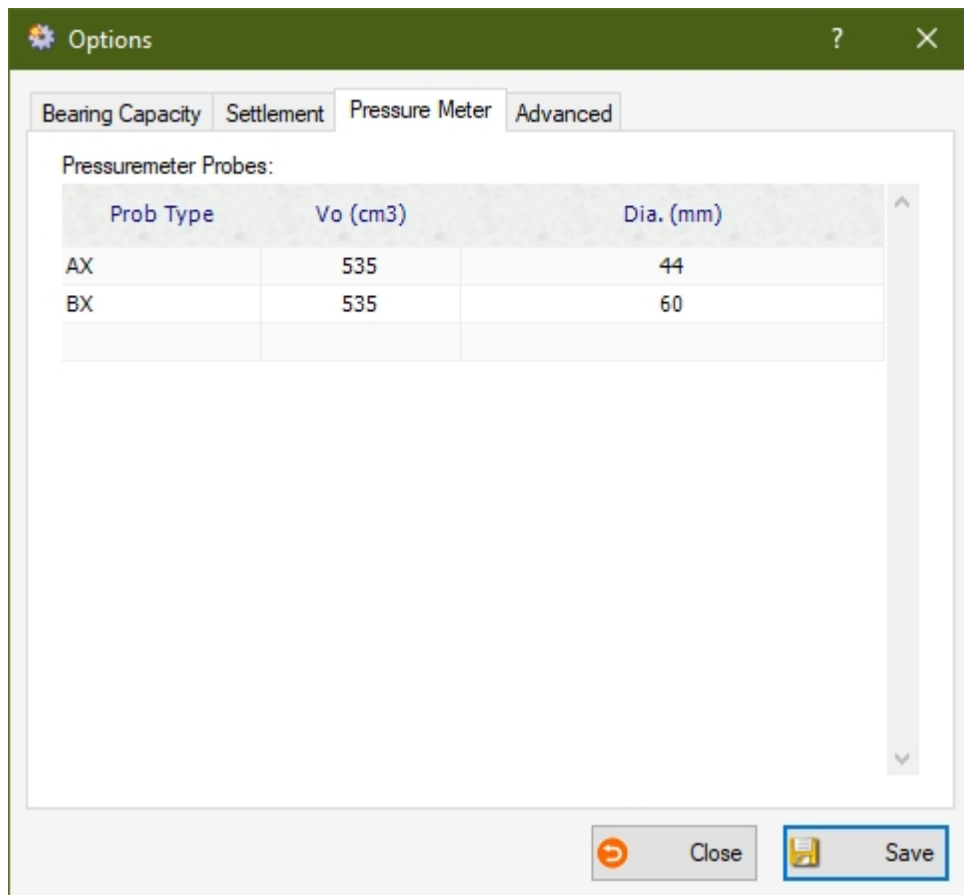 Options ?
Bearing Capacity Settlement Pressure Meter Advanced
Pressuremeter Probes:
Prob Type Vo (cm3) Dia. (mm)
AX 535 44
BX 535 60
Close Save